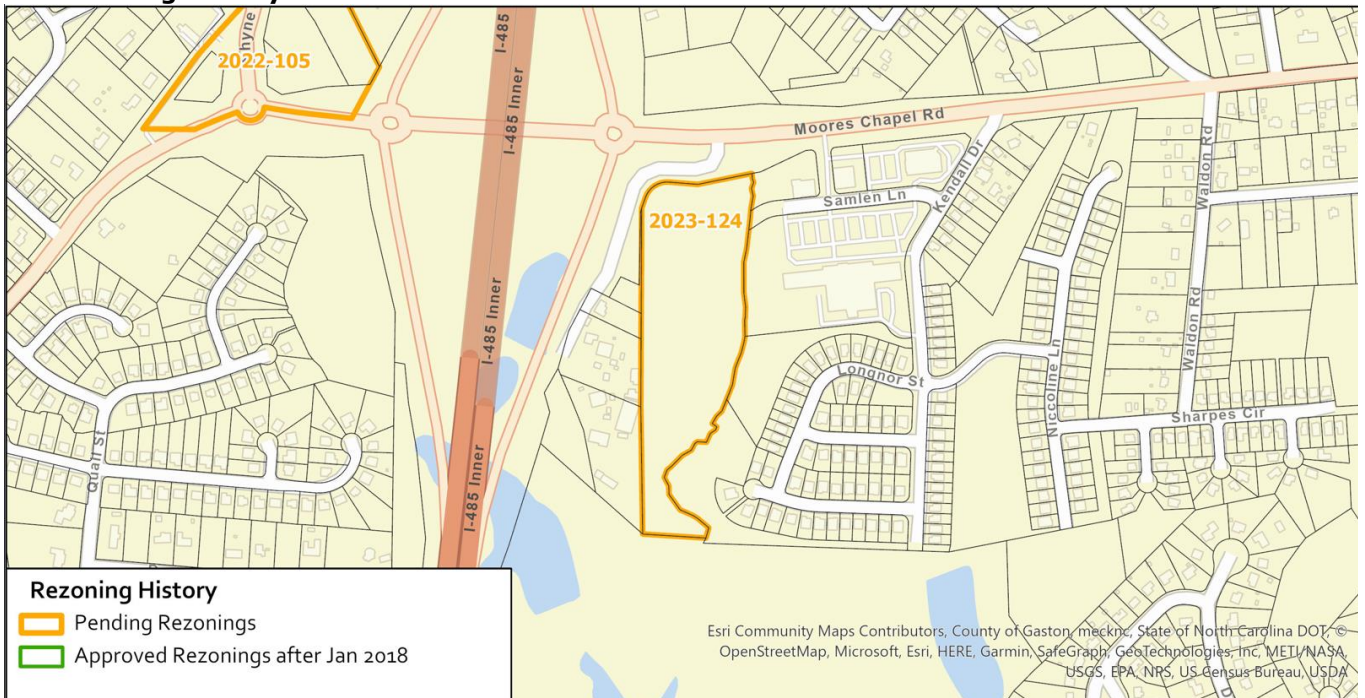 hyne
2022-105
I-485
I-485 Inner
Moores Chapel Rd
Kendall Dr
Waldon Rd
Samlen Ln
2023-124
I-485 Inner
Waldon Rd
Longnor St
Niccoline Ln
Sharpes Cir
Quail St
I-485 Inner
Rezoning History
Pending Rezonings
Approved Rezonings after Jan 2018
Esri Community Maps Contributors, County of Gaston, mecknc, State of North Carolina DOT, ©
OpenStreetMap, Microsoft, Esri, HERE, Garmin, SafeGraph, GeoTechnologies, Inc, METI/NASA,
USGS, EPA, NPS, US Census Bureau, USDA